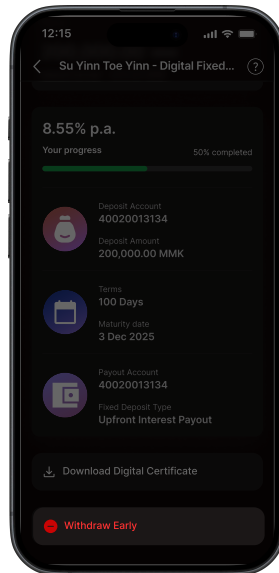 12:15
Su Yinn Toe Yinn - Digital Fixed...
?
8.55% p.a.
Your progress
50% completed
Deposit Account
40020013134
Deposit Amount
200,000.00 MMK
Terms
100 Days
Maturity date
3 Dec 2025
Payout Account
40020013134
Fixed Deposit Type
Upfront Interest Payout
Download Digital Certificate
Withdraw Early